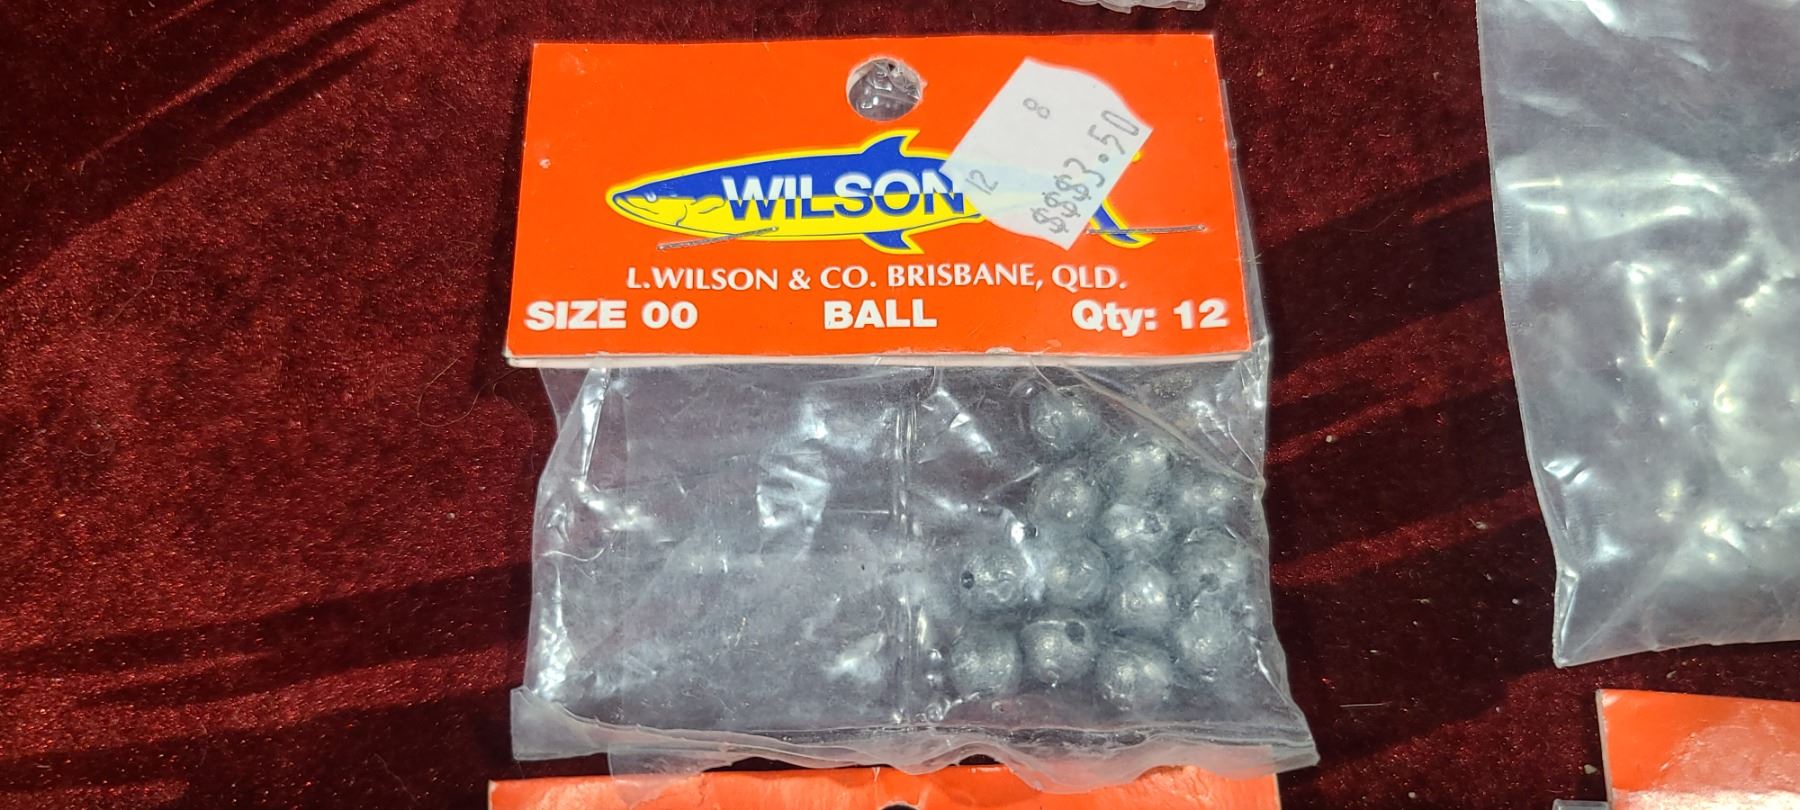 8
12
$$$3.50
WILSON
L.WILSON & CO. BRISBANE, QLD.
SIZE 00 BALL Qty: 12